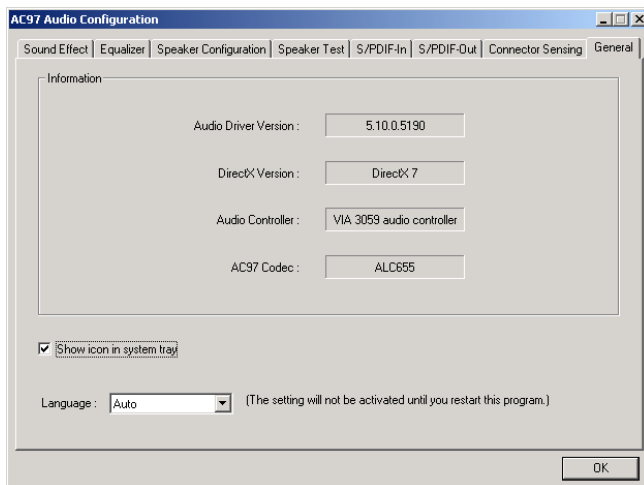 AC97 Audio Configuration
Sound Effect Equalizer Speaker Configuration Speaker Test S/PDIF-In S/PDIF-Out Connector Sensing General
Information
Audio Driver Version : 5.10.0.5190
DirectX Version : DirectX 7
Audio Controller : VIA 3059 audio controller
AC97 Codec : ALC655
Show icon in system tray
Language : Auto (The setting will not be activated until you restart this program.)
OK